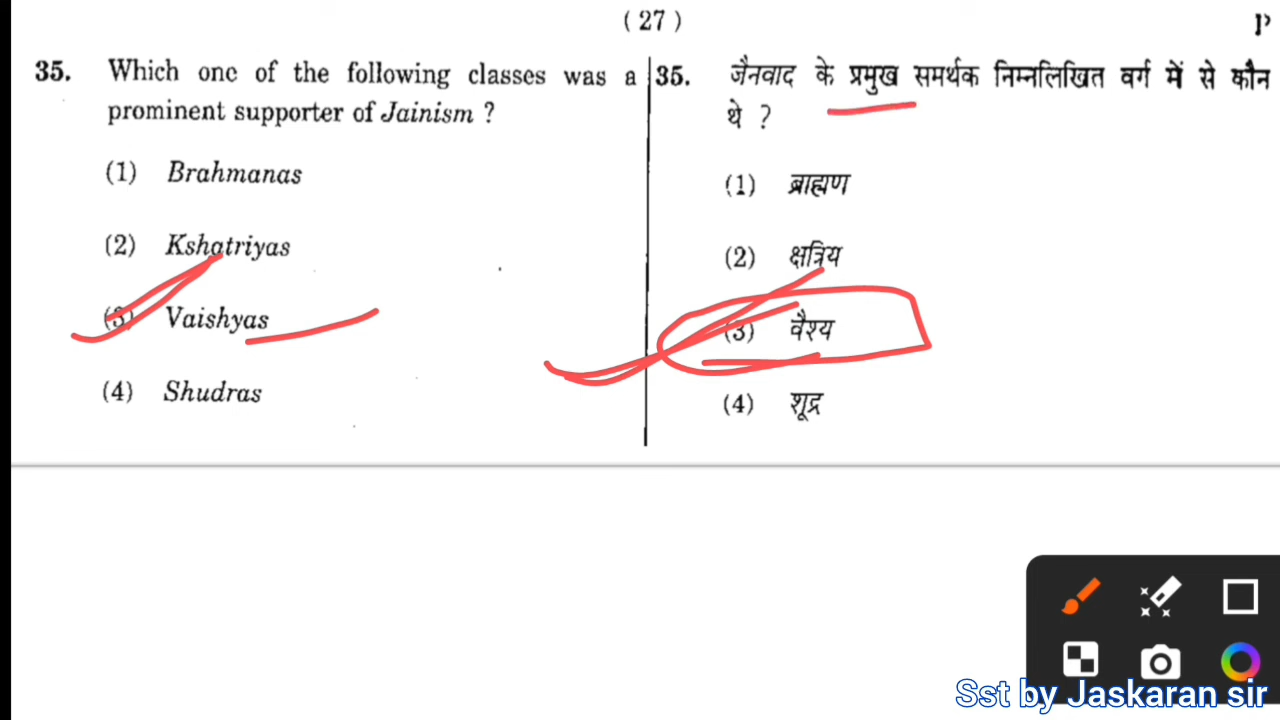 ( 27 )
35. Which one of the following classes was a
prominent supporter of Jainism ?
(1) Brahmanas
(2) Kshatriyas
(3) Vaishyas
(4) Shudras
35. जैनवाद के प्रमुख समर्थक निम्नलिखित वर्ग में से कौन
थे ?
(1) ब्राह्मण
(2) क्षत्रिय
(3) वैश्य
(4) शूद्र
Sst by Jaskaran sir